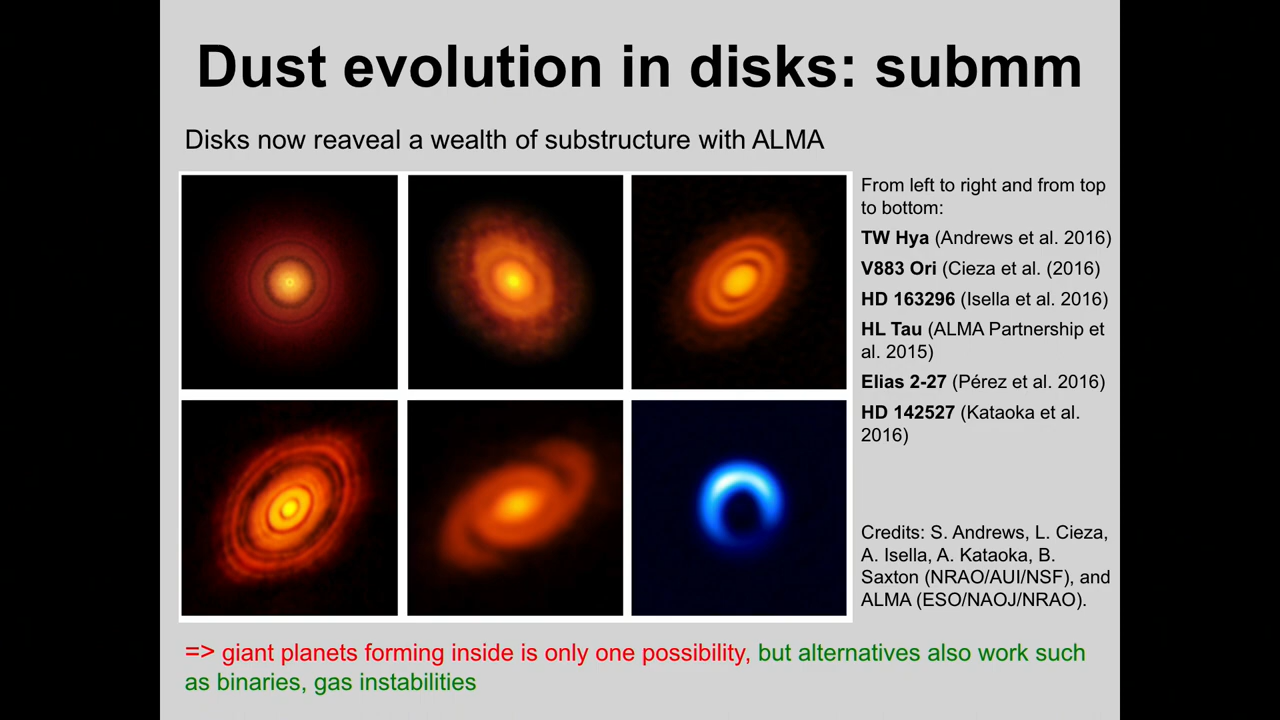 Dust evolution in disks: submm
Disks now reaveal a wealth of substructure with ALMA
From left to right and from top
to bottom:
TW Hya (Andrews et al. 2016)
V883 Ori (Cieza et al. (2016)
HD 163296 (Isella et al. 2016)
HL Tau (ALMA Partnership et
al. 2015)
Elias 2-27 (Pérez et al. 2016)
HD 142527 (Kataoka et al.
2016)
Credits: S. Andrews, L. Cieza,
A. Isella, A. Kataoka, B.
Saxton (NRAO/AUI/NSF), and
ALMA (ESO/NAOJ/NRAO).
=> giant planets forming inside is only one possibility, but alternatives also work such
as binaries, gas instabilities